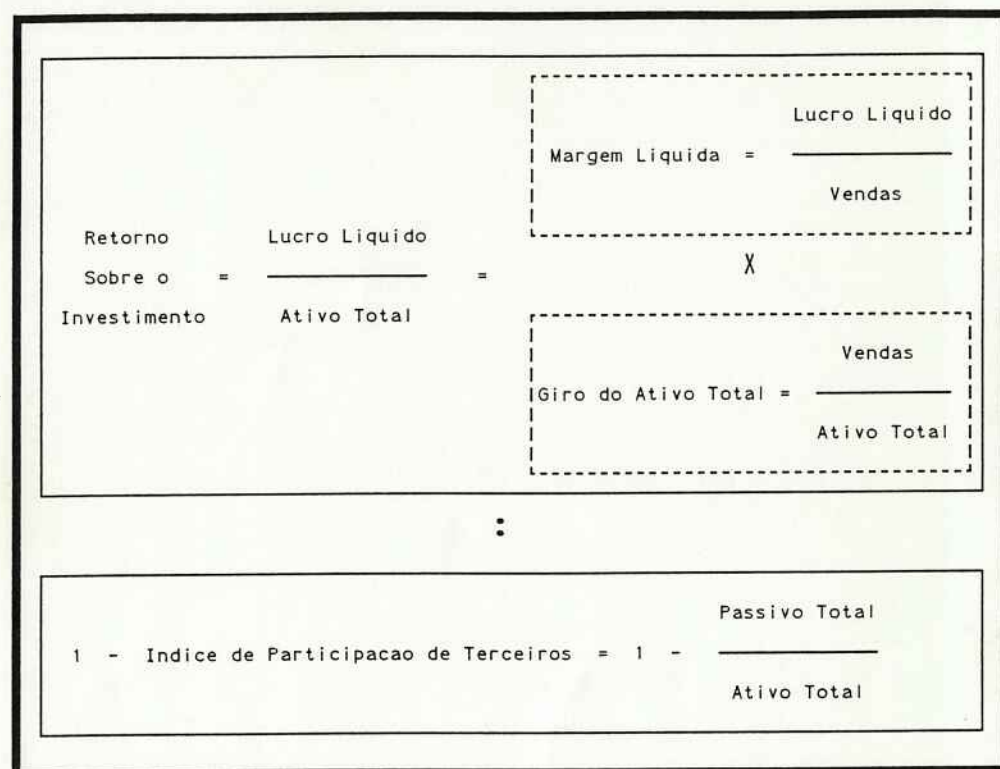 Lucro Liquido
Margem Liquida =
Vendas
Retorno Lucro Liquido
Sobre o = =
X
Investimento Ativo Total
Vendas
Giro do Ativo Total =
Ativo Total
:
Passivo Total
1 - Indice de Participacao de Terceiros = 1 -
Ativo Total